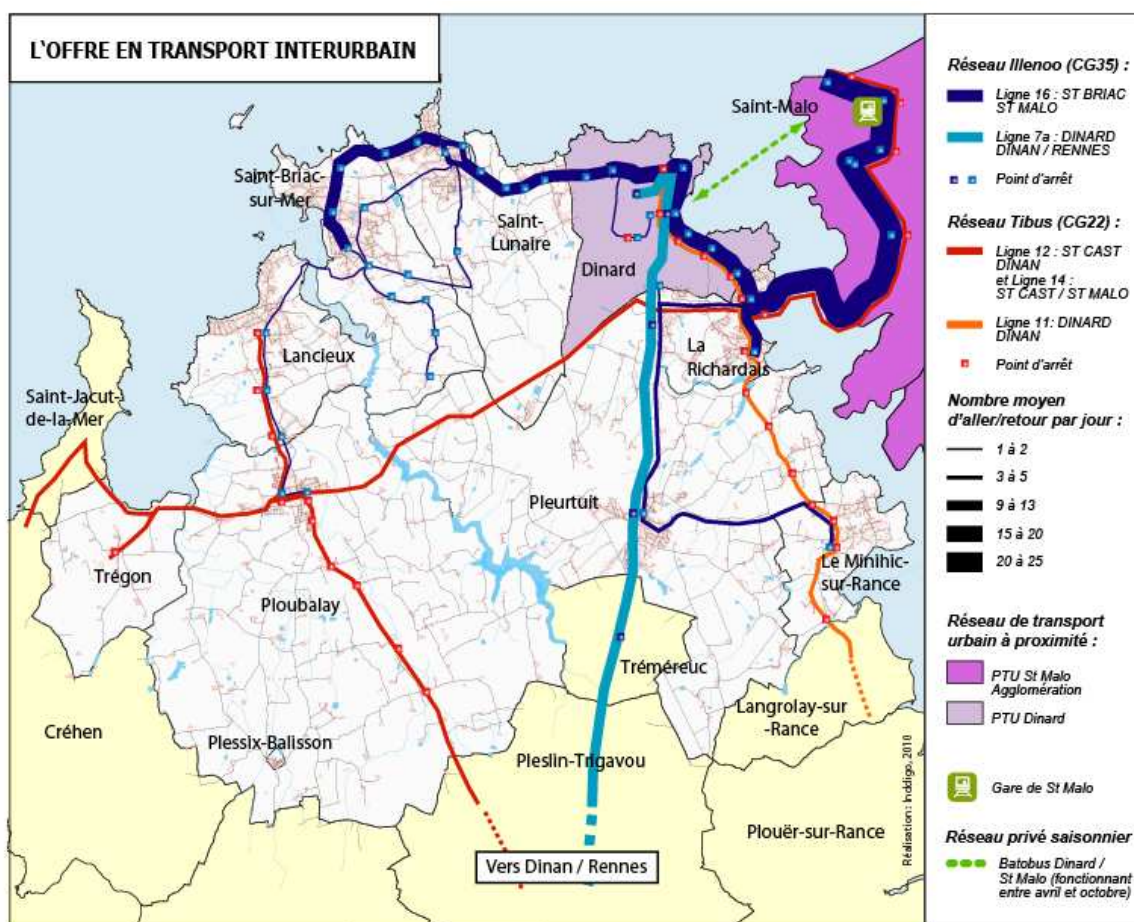 L'OFFRE EN TRANSPORT INTERURBAIN
Saint-Malo
Saint-Briac-
sur-Mer
Saint-
Lunaire
Dinard
Lancieux
La
Richardais
Saint-Jacut-
de-la-Mer
Pleurtuit
Trégon
Ploubalay
Le Minihic-
sur-Rance
Tréméreuc
Langrolay-sur
-Rance
Créhen
Plessix-Balisson
Pleslin-Trigavou
Plouër-sur-Rance
Vers Dinan / Rennes
Réalisation : Inddigo, 2010
Réseau Illenoo (CG35) :
Ligne 16 : ST BRIAC
ST MALO
Ligne 7a : DINARD
DINAN / RENNES
Point d'arrêt
Réseau Tibus (CG22) :
Ligne 12 : ST CAST
DINAN
et Ligne 14 :
ST CAST / ST MALO
Ligne 11: DINARD
DINAN
Point d'arrêt
Nombre moyen
d'aller/retour par jour :
1 à 2
3 à 5
9 à 13
15 à 20
20 à 25
Réseau de transport
urbain à proximité :
PTU St Malo
Agglomération
PTU Dinard
Gare de St Malo
Réseau privé saisonnier
Batobus Dinard /
St Malo (fonctionnant
entre avril et octobre)